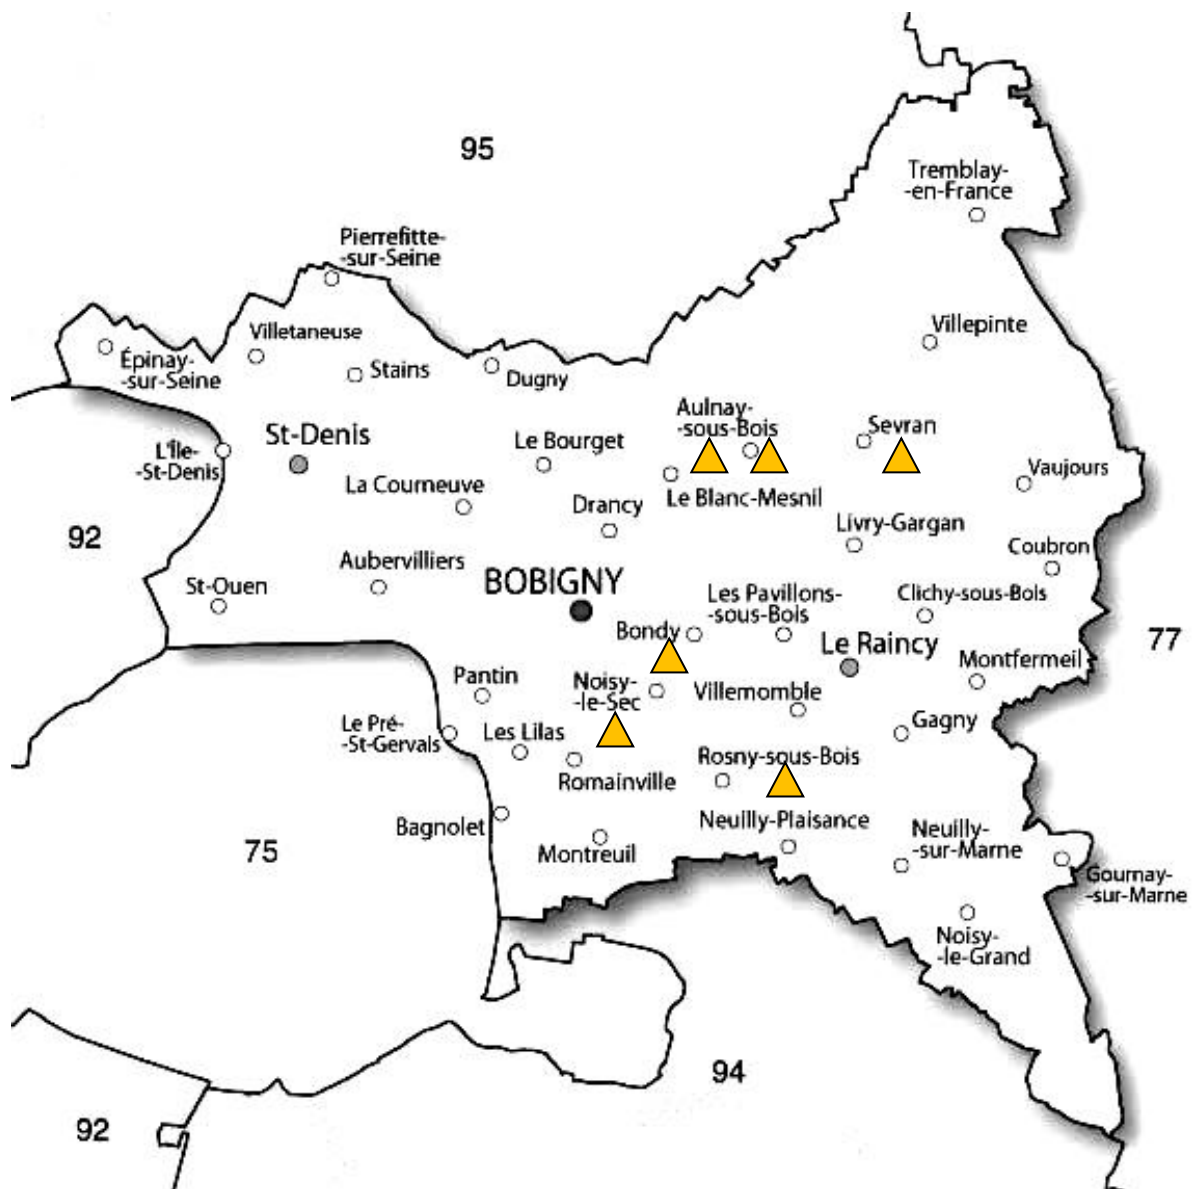 95
Tremblay-
-en-France
Pierrefitte-
-sur-Seine
Villetaneuse
Villepinte
Épinay-
-sur-Seine
Stains
Dugny
Aulnay-
-sous-Bois
Sevran
St-Denis
Le Bourget
L'Île-
-St-Denis
Vaujours
La Courneuve
Le Blanc-Mesnil
Drancy
Livry-Gargan
92
Coubron
Aubervilliers
BOBIGNY
St-Ouen
Les Pavillons-
-sous-Bois
Clichy-sous-Bois
Bondy
Le Raincy
77
Montfermeil
Pantin
Noisy-
-le-Sec
Villemomble
Le Pré-
-St-Gervais
Les Lilas
Gagny
Rosny-sous-Bois
Romainville
Bagnolet
Neuilly-Plaisance
Neuilly-
-sur-Marne
75
Montreuil
Gournay-
-sur-Marne
Noisy-
-le-Grand
94
92